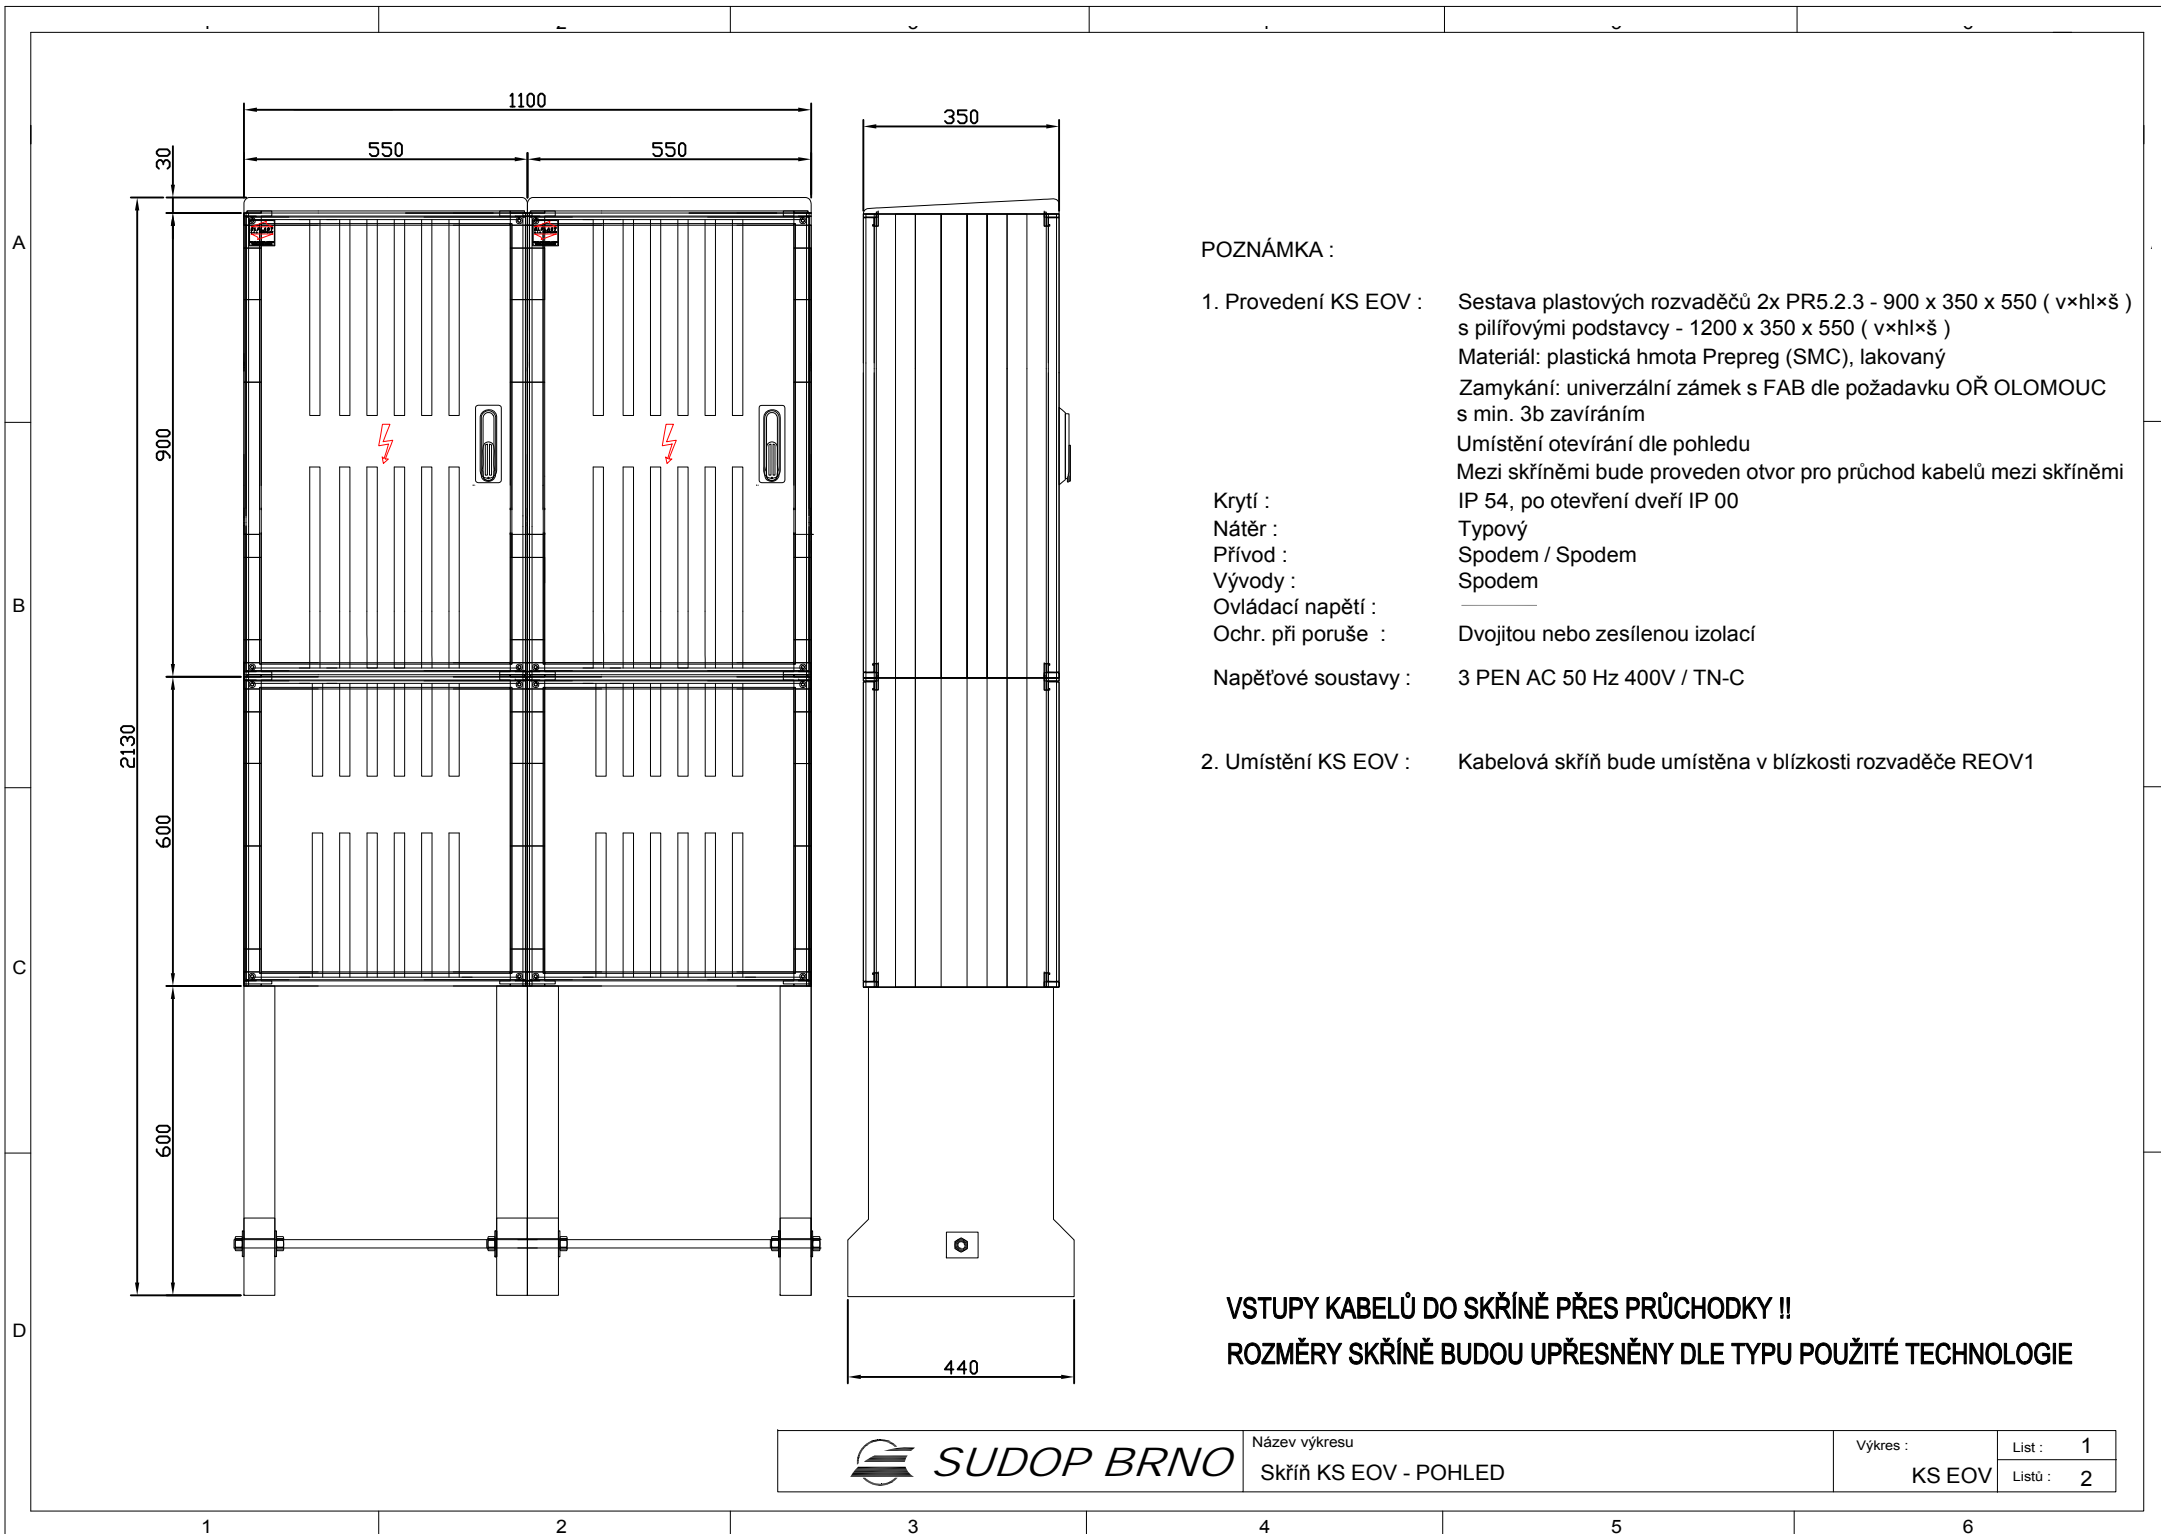 1100
550
550
350
30
900
2130
600
600
440
A
B
C
D
POZNÁMKA :
1. Provedení KS EOV : Sestava plastových rozvaděčů 2x PR5.2.3 - 900 x 350 x 550 ( v×hl×š )
s pilířovými podstavcy - 1200 x 350 x 550 ( v×hl×š )
Materiál: plastická hmota Prepreg (SMC), lakovaný
Zamykání: univerzální zámek s FAB dle požadavku OŘ OLOMOUC
s min. 3b zavíráním
Umístění otevírání dle pohledu
Mezi skříněmi bude proveden otvor pro průchod kabelů mezi skříněmi
Krytí : IP 54, po otevření dveří IP 00
Nátěr : Typový
Přívod : Spodem / Spodem
Vývody : Spodem
Ovládací napětí :
Ochr. při poruše : Dvojitou nebo zesílenou izolací
Napěťové soustavy : 3 PEN AC 50 Hz 400V / TN-C
2. Umístění KS EOV : Kabelová skříň bude umístěna v blízkosti rozvaděče REOV1
VSTUPY KABELŮ DO SKŘÍNĚ PŘES PRŮCHODKY !!
ROZMĚRY SKŘÍNĚ BUDOU UPŘESNĚNY DLE TYPU POUŽITÉ TECHNOLOGIE
SUDOP BRNO
Název výkresu
Skříň KS EOV - POHLED
Výkres :
KS EOV
List : 1
Listů : 2
1 2 3 4 5 6